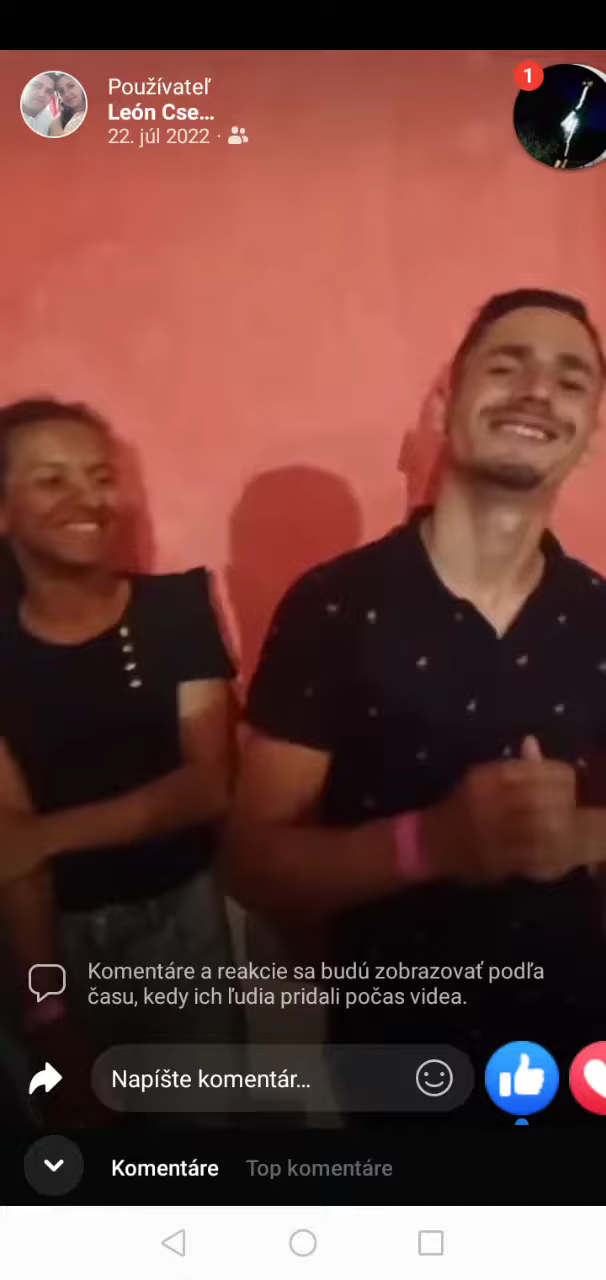 Používateľ
León Cse...
22. júl 2022 ·
1
Komentáre a reakcie sa budú zobrazovať podľa
času, kedy ich ľudia pridali počas videa.
Napíšte komentár...
Komentáre Top komentáre